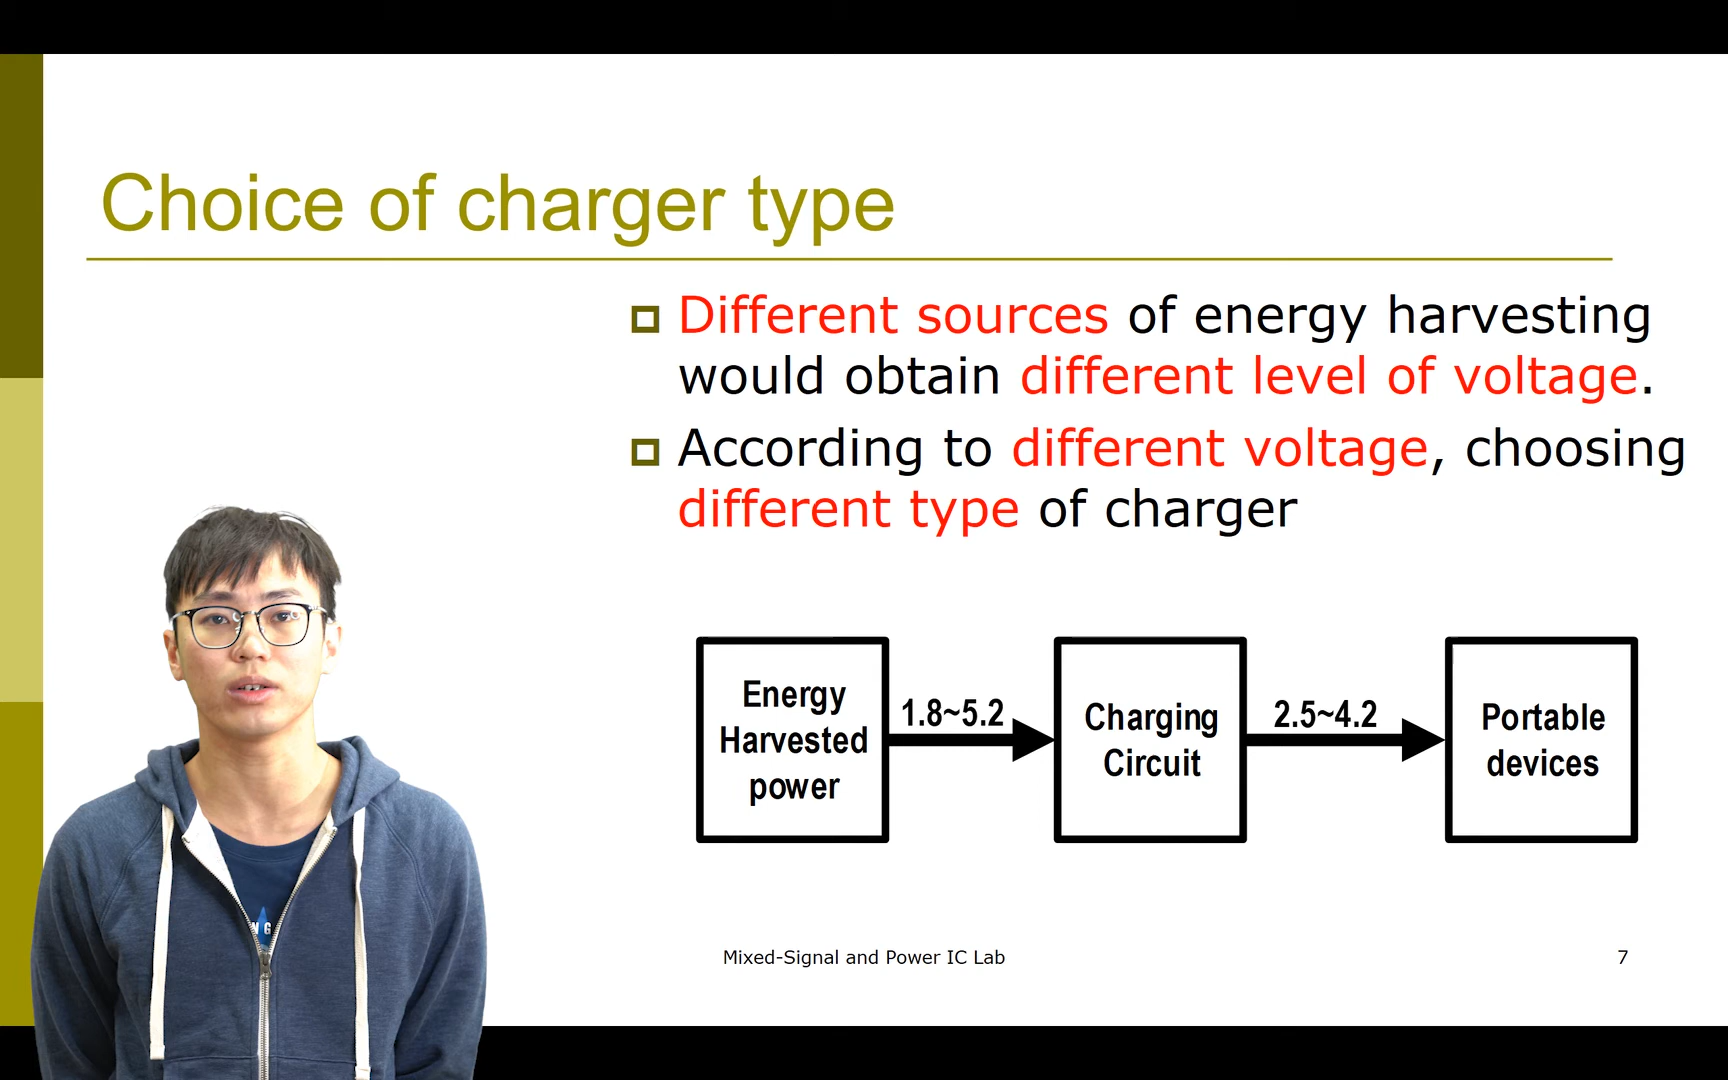 Choice of charger type
Different sources of energy harvesting
would obtain different level of voltage.
According to different voltage, choosing
different type of charger
Energy
Harvested
power
1.8~5.2
Charging
Circuit
2.5~4.2
Portable
devices
Mixed-Signal and Power IC Lab
7